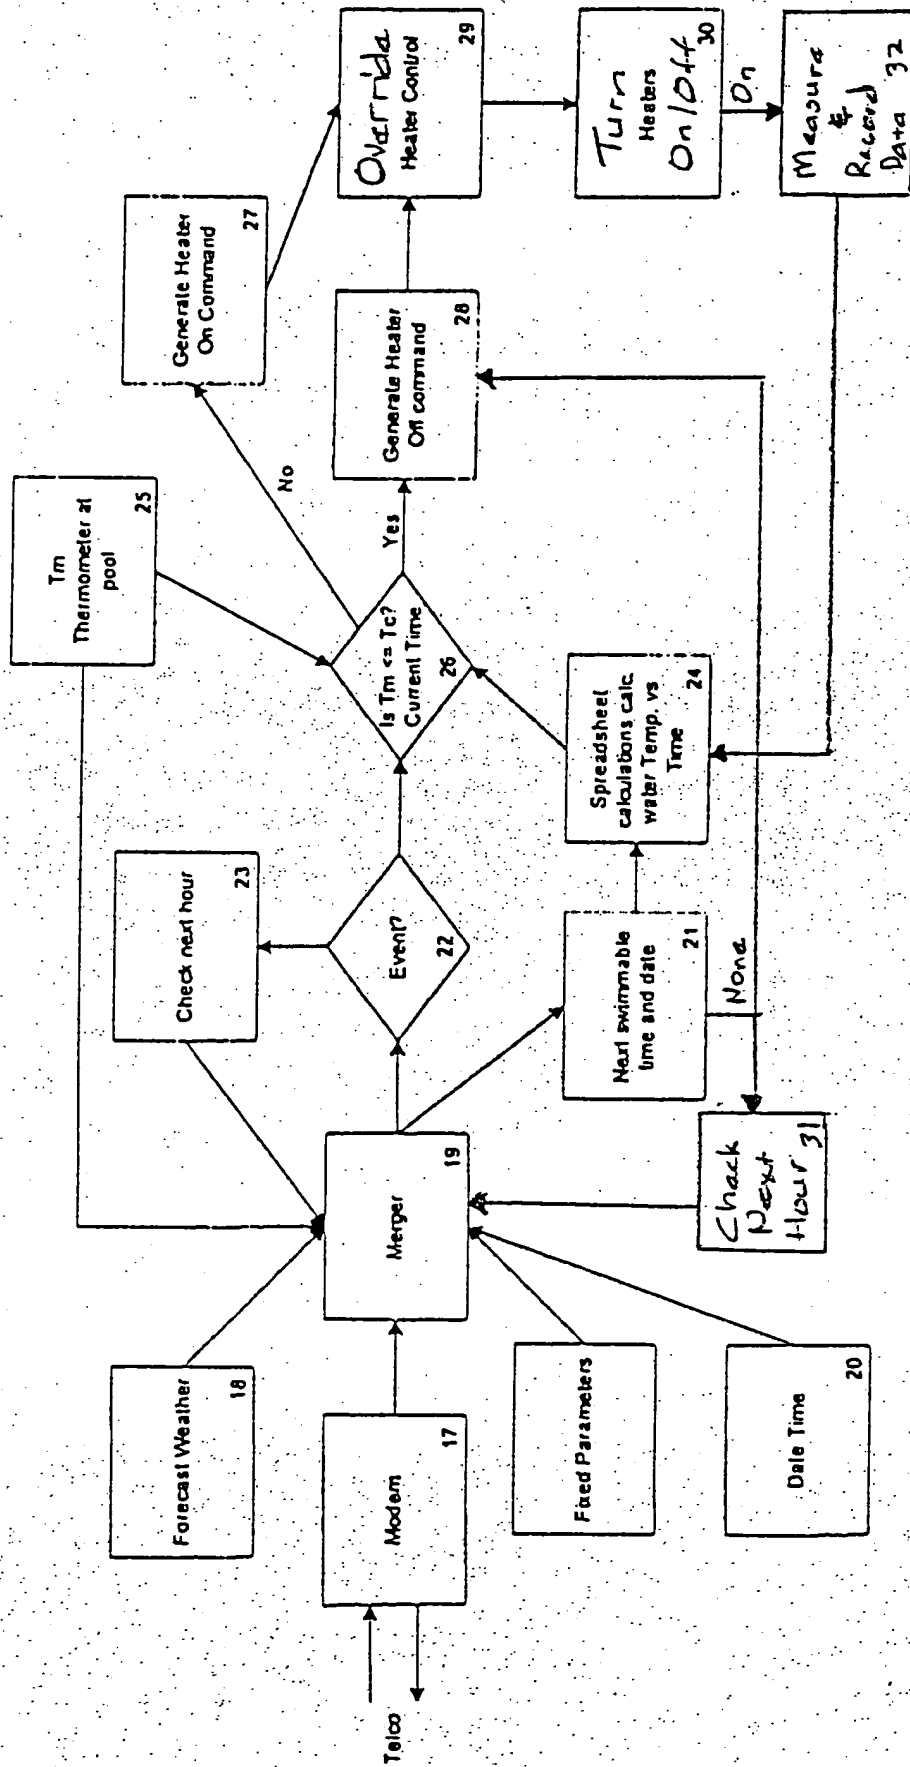 Telco
Modem
17
Forecast Weather
18
Fixed Parameters
Date Time
20
Merger
19
Check next hour
23
Event?
22
Next swimmable
time and date
21
None
Check
Next
Hour
31
Tm
Thermometer at
pool
25
Is Tm <= Tc?
Current Time
26
Spreadsheet
calculations calc.
water Temp. vs
Time
24
No
Yes
Generate Heater
On Command
27
Generate Heater
Off command
28
Override
Heater Control
29
Turn
Heaters
On/Off
30
On
Measure
&
Record
Data
32